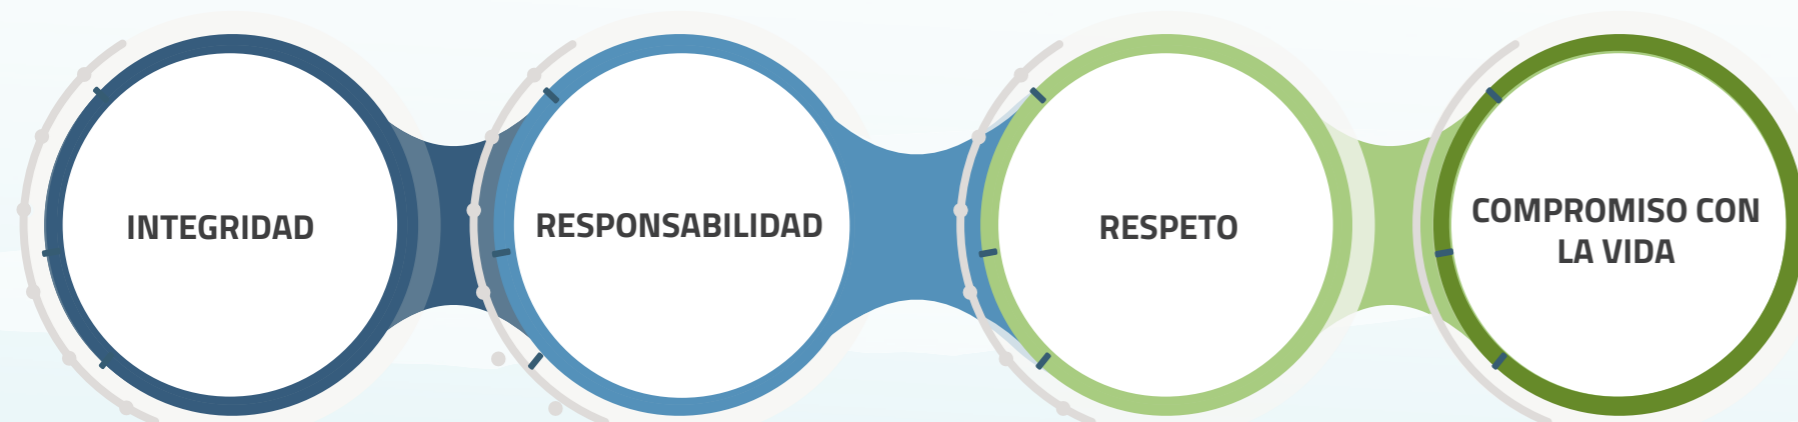 INTEGRIDAD
RESPONSABILIDAD
RESPETO
COMPROMISO CON
LA VIDA